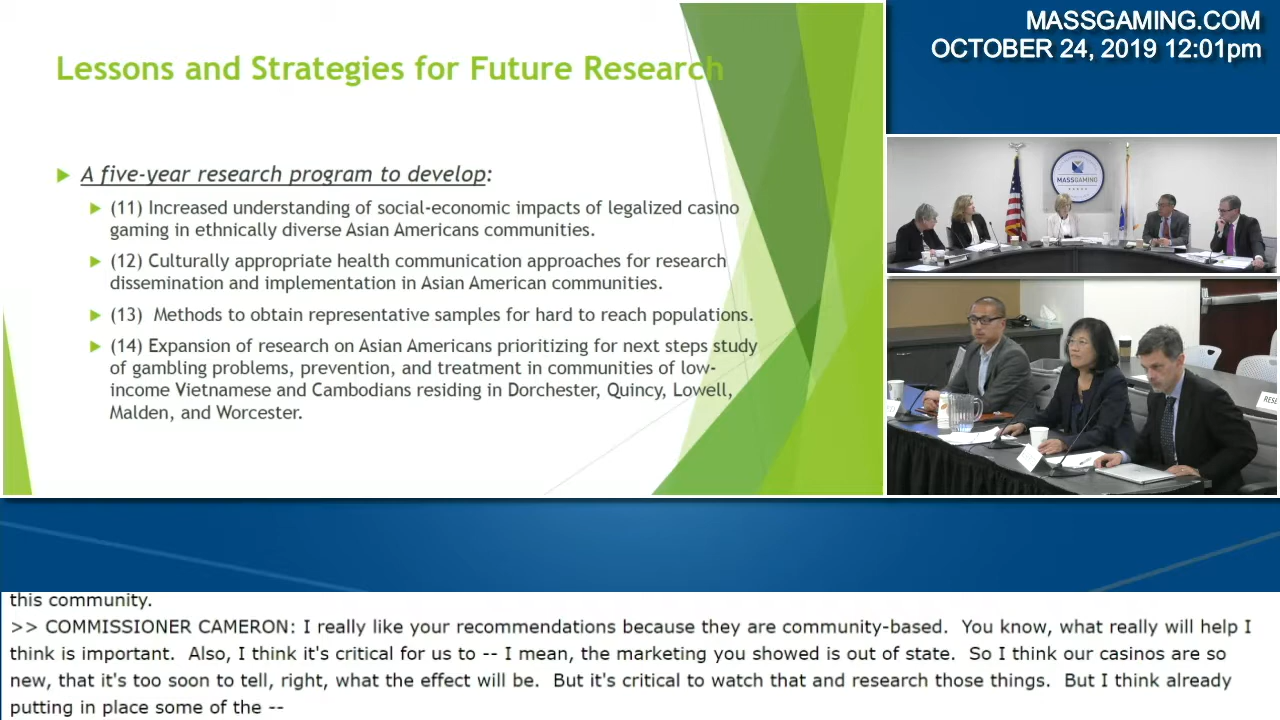 MASSGAMING.COM
OCTOBER 24, 2019 12:01pm
Lessons and Strategies for Future Research
A five-year research program to develop:
(11) Increased understanding of social-economic impacts of legalized casino
gaming in ethnically diverse Asian Americans communities.
(12) Culturally appropriate health communication approaches for research
dissemination and implementation in Asian American communities.
(13) Methods to obtain representative samples for hard to reach populations.
(14) Expansion of research on Asian Americans prioritizing for next steps study
of gambling problems, prevention, and treatment in communities of low-
income Vietnamese and Cambodians residing in Dorchester, Quincy, Lowell,
Malden, and Worcester.
MASSGAMING
this community.
>> COMMISSIONER CAMERON: I really like your recommendations because they are community-based. You know, what really will help I
think is important. Also, I think it's critical for us to -- I mean, the marketing you showed is out of state. So I think our casinos are so
new, that it's too soon to tell, right, what the effect will be. But it's critical to watch that and research those things. But I think already
putting in place some of the --